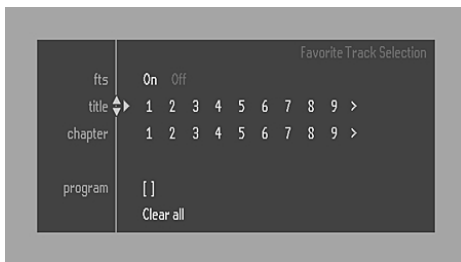 Favorite Track Selection
fts On Off
title 1 2 3 4 5 6 7 8 9 >
chapter 1 2 3 4 5 6 7 8 9 >
program [ ]
Clear all